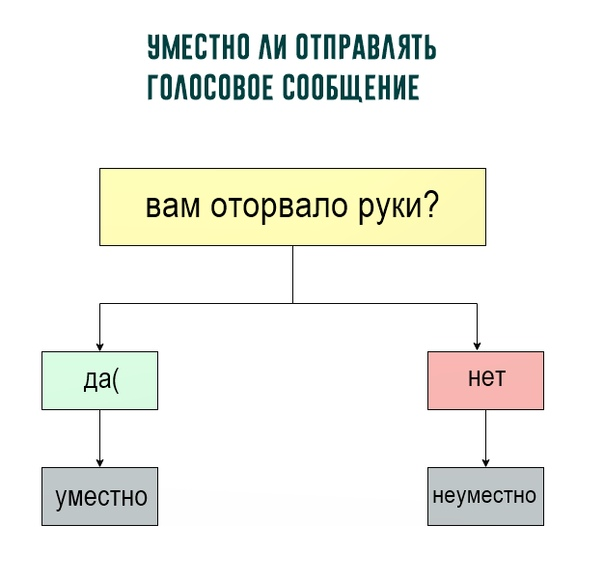 УМЕСТНО ЛИ ОТПРАВЛЯТЬ
ГОЛОСОВОЕ СООБЩЕНИЕ
вам оторвало руки?
да(
нет
уместно
неуместно